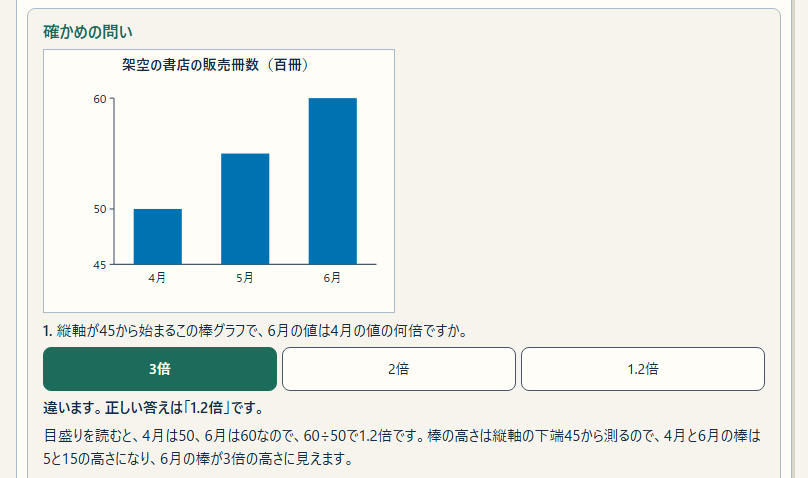 確かめの問い
架空の書店の販売冊数（百冊）
60
50
45
4月
5月
6月
1. 縦軸が45から始まるこの棒グラフで、6月の値は4月の値の何倍ですか。
3倍
2倍
1.2倍
違います。正しい答えは「1.2倍」です。
目盛りを読むと、4月は50、6月は60なので、60÷50で1.2倍です。棒の高さは縦軸の下端45から測るので、4月と6月の棒は
5と15の高さになり、6月の棒が3倍の高さに見えます。